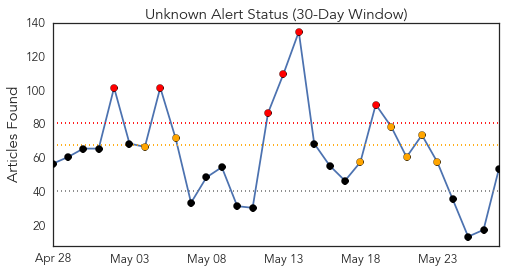 Unknown Alert Status (30-Day Window)
Articles Found
140
120
100
80
60
40
20
Apr 28
May 03
May 08
May 13
May 18
May 23